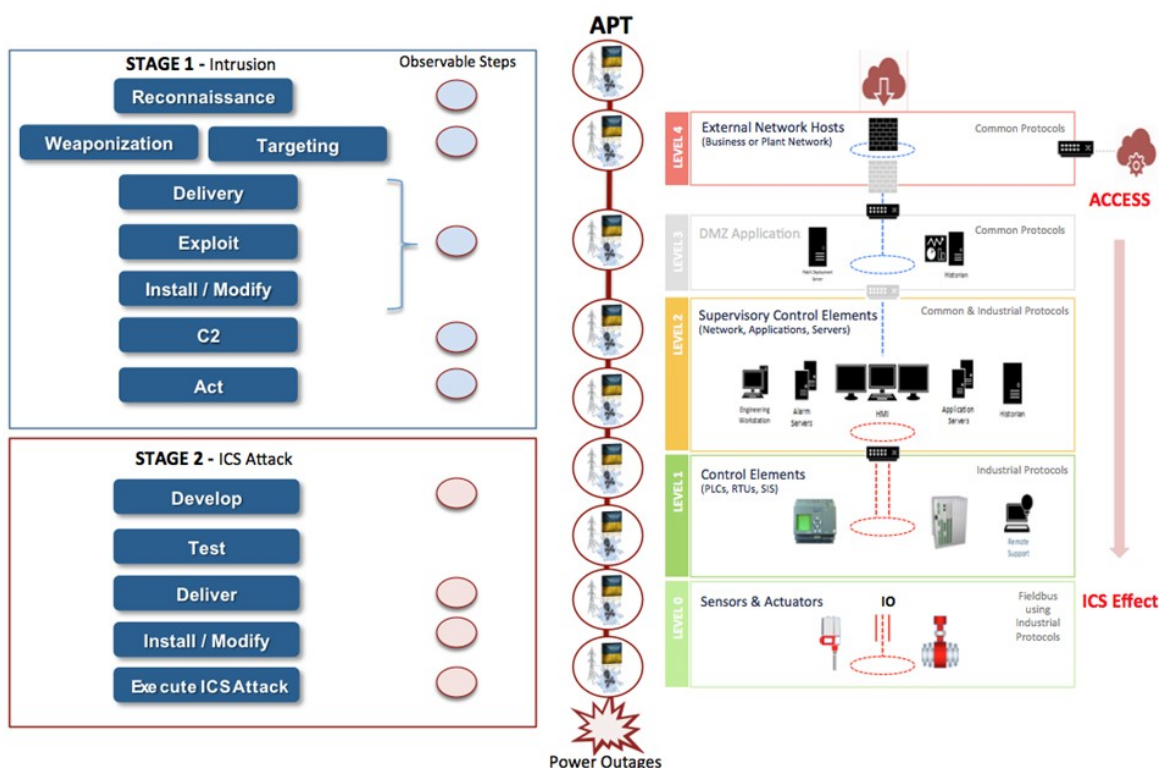 APT
STAGE 1 - Intrusion
Observable Steps
Reconnaissance
Weaponization
Targeting
Delivery
Exploit
Install / Modify
C2
Act
STAGE 2 - ICS Attack
Develop
Test
Deliver
Install / Modify
Execute ICS Attack
Power Outages
LEVEL 4
External Network Hosts
(Business or Plant Network)
Common Protocols
ACCESS
LEVEL 3
DMZ Application
Common Protocols
Historian
LEVEL 2
Supervisory Control Elements
(Network, Applications, Servers)
Common & Industrial Protocols
Engineering
Workstation
Alarm
Servers
HMI
Application
Servers
Historian
LEVEL 1
Control Elements
(PLCs, RTUs, SIS)
Industrial Protocols
Remote
Support
LEVEL 0
Sensors & Actuators
IO
Fieldbus
using
Industrial
Protocols
ICS Effect